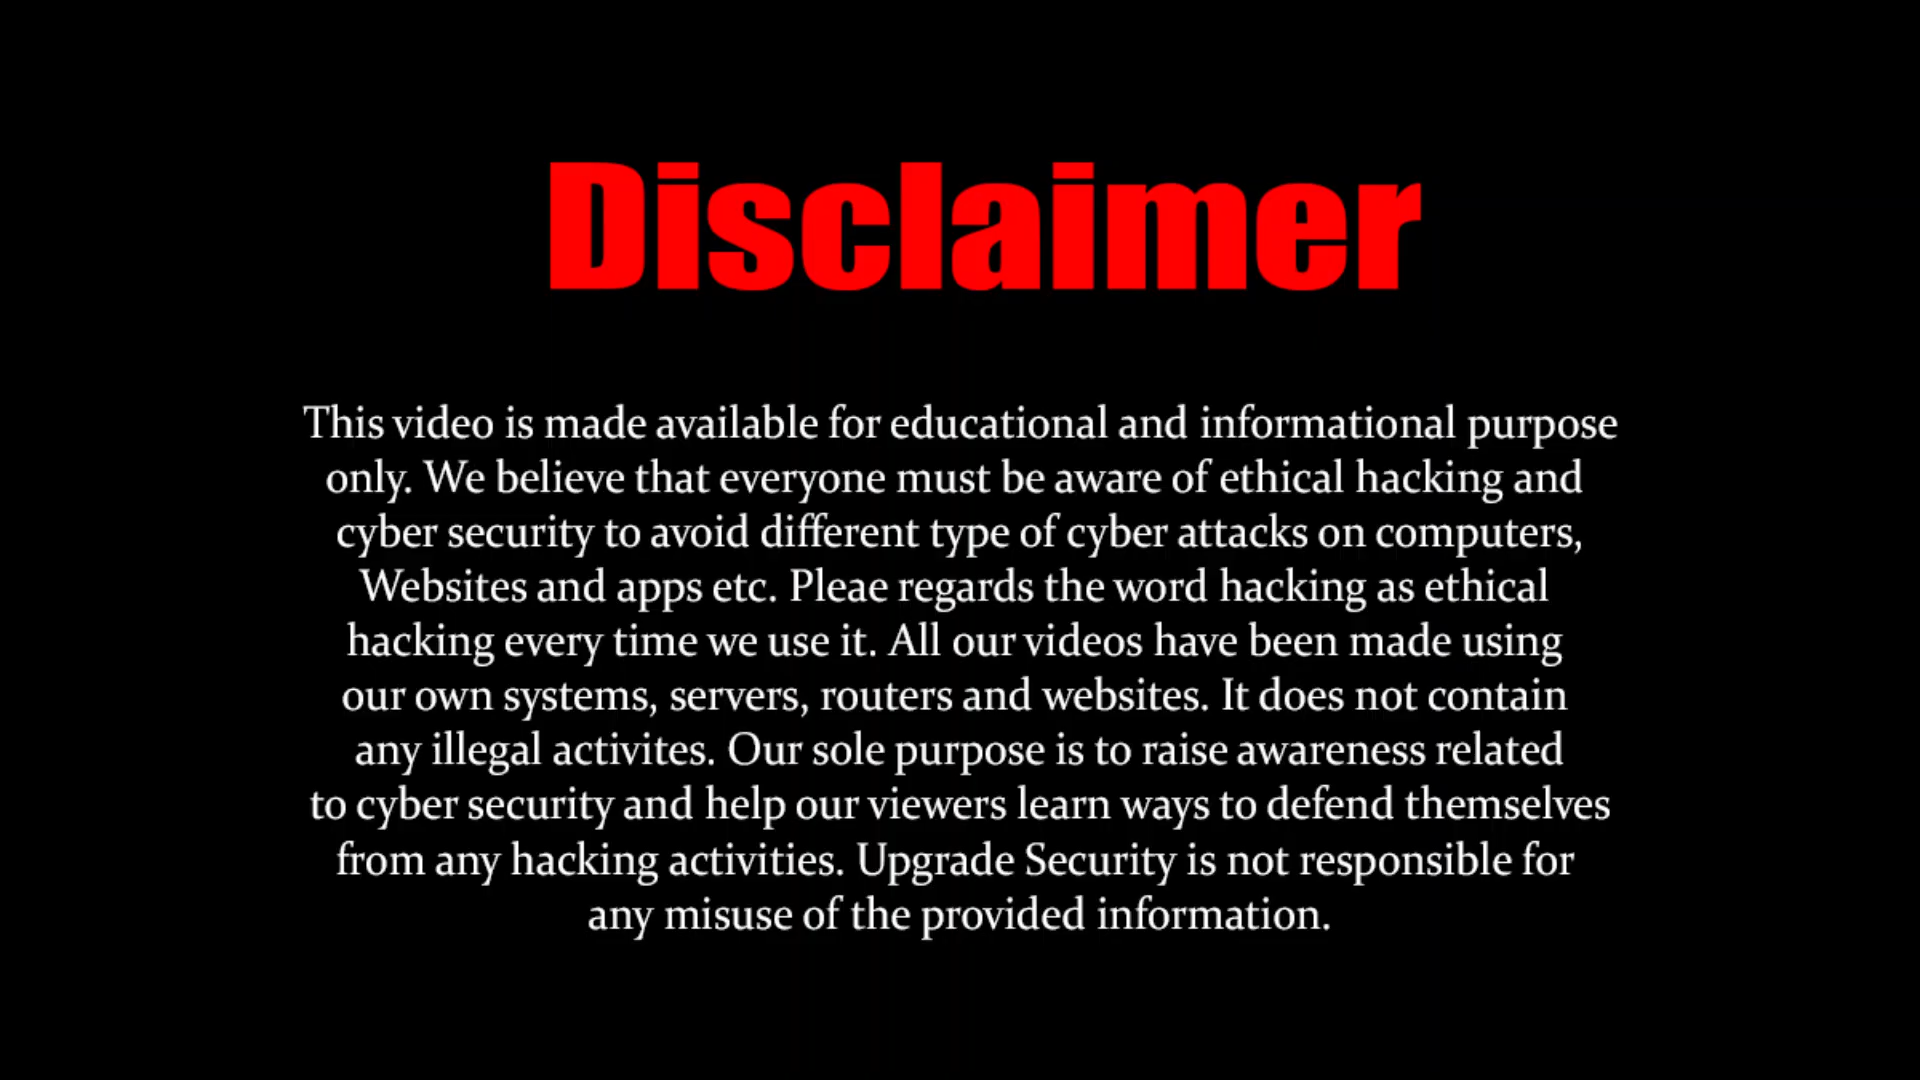 Disclaimer
This video is made available for educational and informational purpose
only. We believe that everyone must be aware of ethical hacking and
cyber security to avoid different type of cyber attacks on computers,
Websites and apps etc. Pleae regards the word hacking as ethical
hacking every time we use it. All our videos have been made using
our own systems, servers, routers and websites. It does not contain
any illegal activites. Our sole purpose is to raise awareness related
to cyber security and help our viewers learn ways to defend themselves
from any hacking activities. Upgrade Security is not responsible for
any misuse of the provided information.